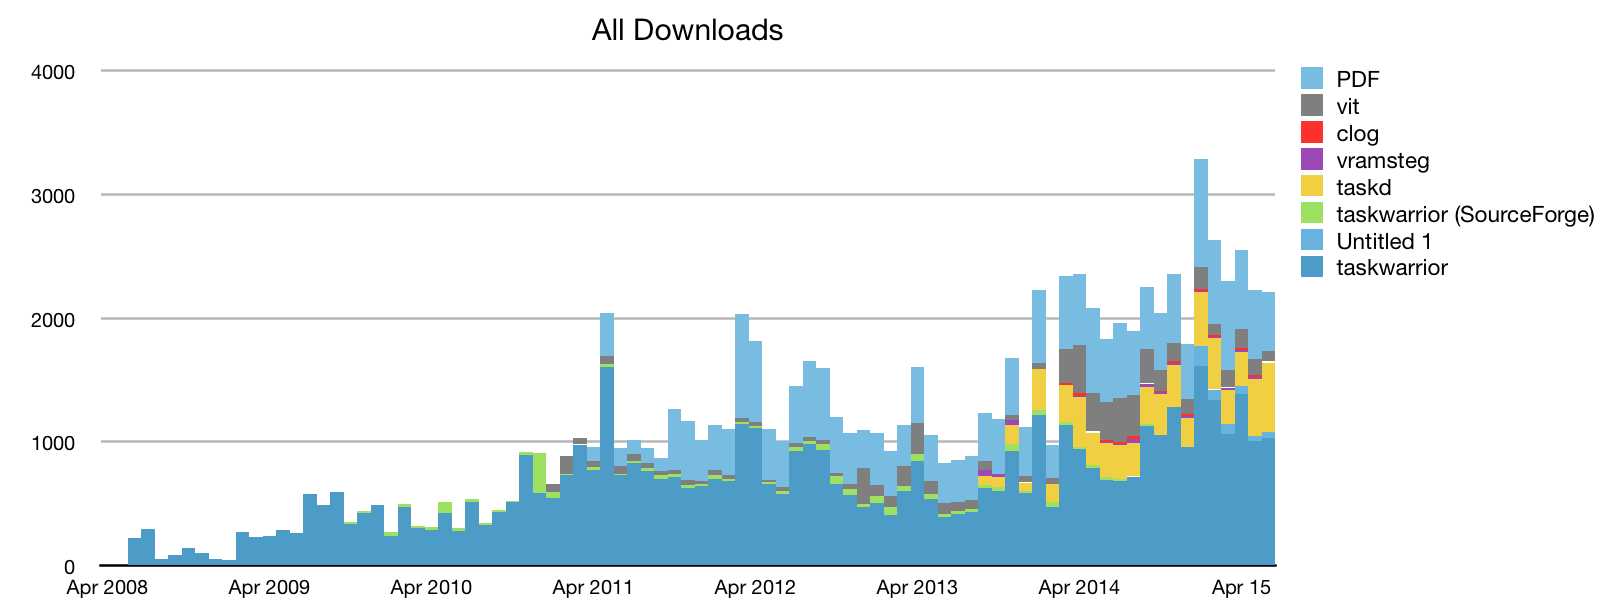 All Downloads
4000
3000
2000
1000
0
Apr 2008
Apr 2009
Apr 2010
Apr 2011
Apr 2012
Apr 2013
Apr 2014
Apr 15
PDF
vit
clog
vramsteg
taskd
taskwarrior (SourceForge)
Untitled 1
taskwarrior